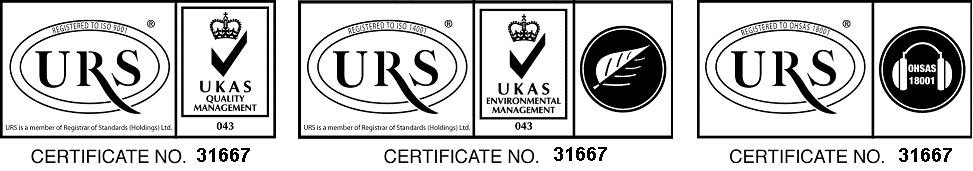 REGISTERED TO ISO 9001
URS®
UKAS
QUALITY
MANAGEMENT
URS is a member of Registrar of Standards (Holdings) Ltd.
043
CERTIFICATE NO. 31667
REGISTERED TO ISO 14001
URS®
UKAS
ENVIRONMENTAL
MANAGEMENT
URS is a member of Registrar of Standards (Holdings) Ltd.
043
CERTIFICATE NO. 31667
REGISTERED TO OHSAS 18001
URS®
OHSAS
18001
CERTIFICATE NO. 31667